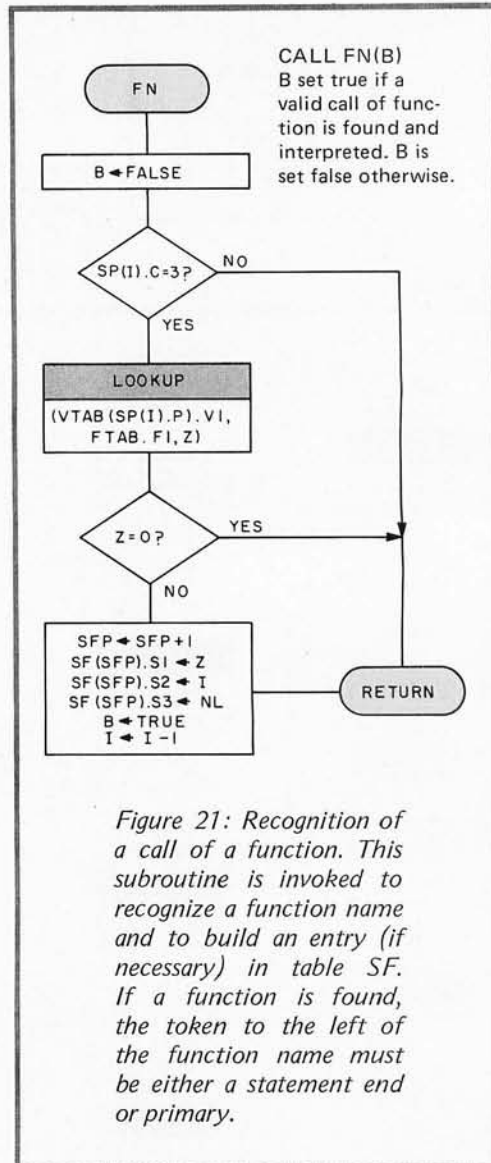 CALL FN(B)
B set true if a
valid call of func-
tion is found and
interpreted. B is
set false otherwise.
FN
B←FALSE
SP(I).C=3?
NO
YES
LOOKUP
(VTAB(SP(I).P).V1,
FTAB.F1,Z)
Z=0?
YES
NO
SFP←SFP+1
SF(SFP).S1←Z
SF(SFP).S2←I
SF(SFP).S3←NL
B←TRUE
I←I-1
RETURN
Figure 21: Recognition of
a call of a function. This
subroutine is invoked to
recognize a function name
and to build an entry (if
necessary) in table SF.
If a function is found,
the token to the left of
the function name must
be either a statement end
or primary.